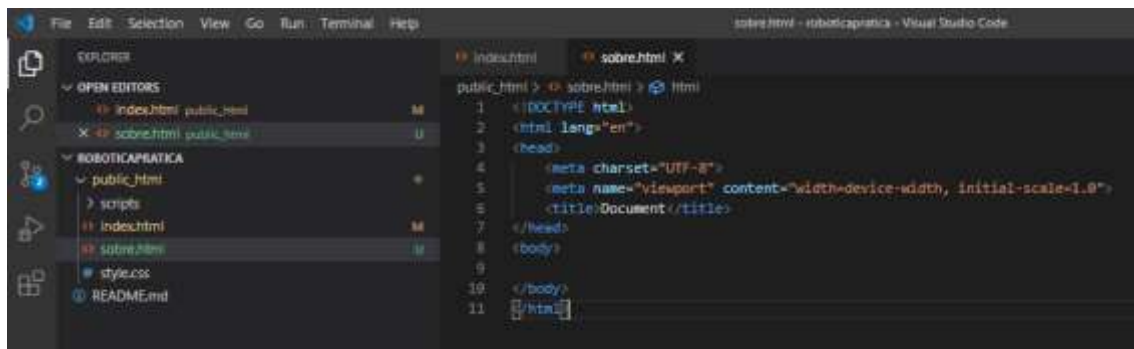 File Edit Selection View Go Run Terminal Help
sobre.html - roboticapratica - Visual Studio Code
EXPLORER
OPEN EDITORS
index.html public_html M
sobre.html public_html U
ROBOTICAPRATICA
public_html
scripts
index.html M
sobre.html U
style.css
README.md
2
index.html
sobre.html
public_html > sobre.html > html
1 <!DOCTYPE html>
2 <html lang="en">
3 <head>
4 <meta charset="UTF-8">
5 <meta name="viewport" content="width=device-width, initial-scale=1.0">
6 <title>Document</title>
7 </head>
8 <body>
9
10 </body>
11 </html>